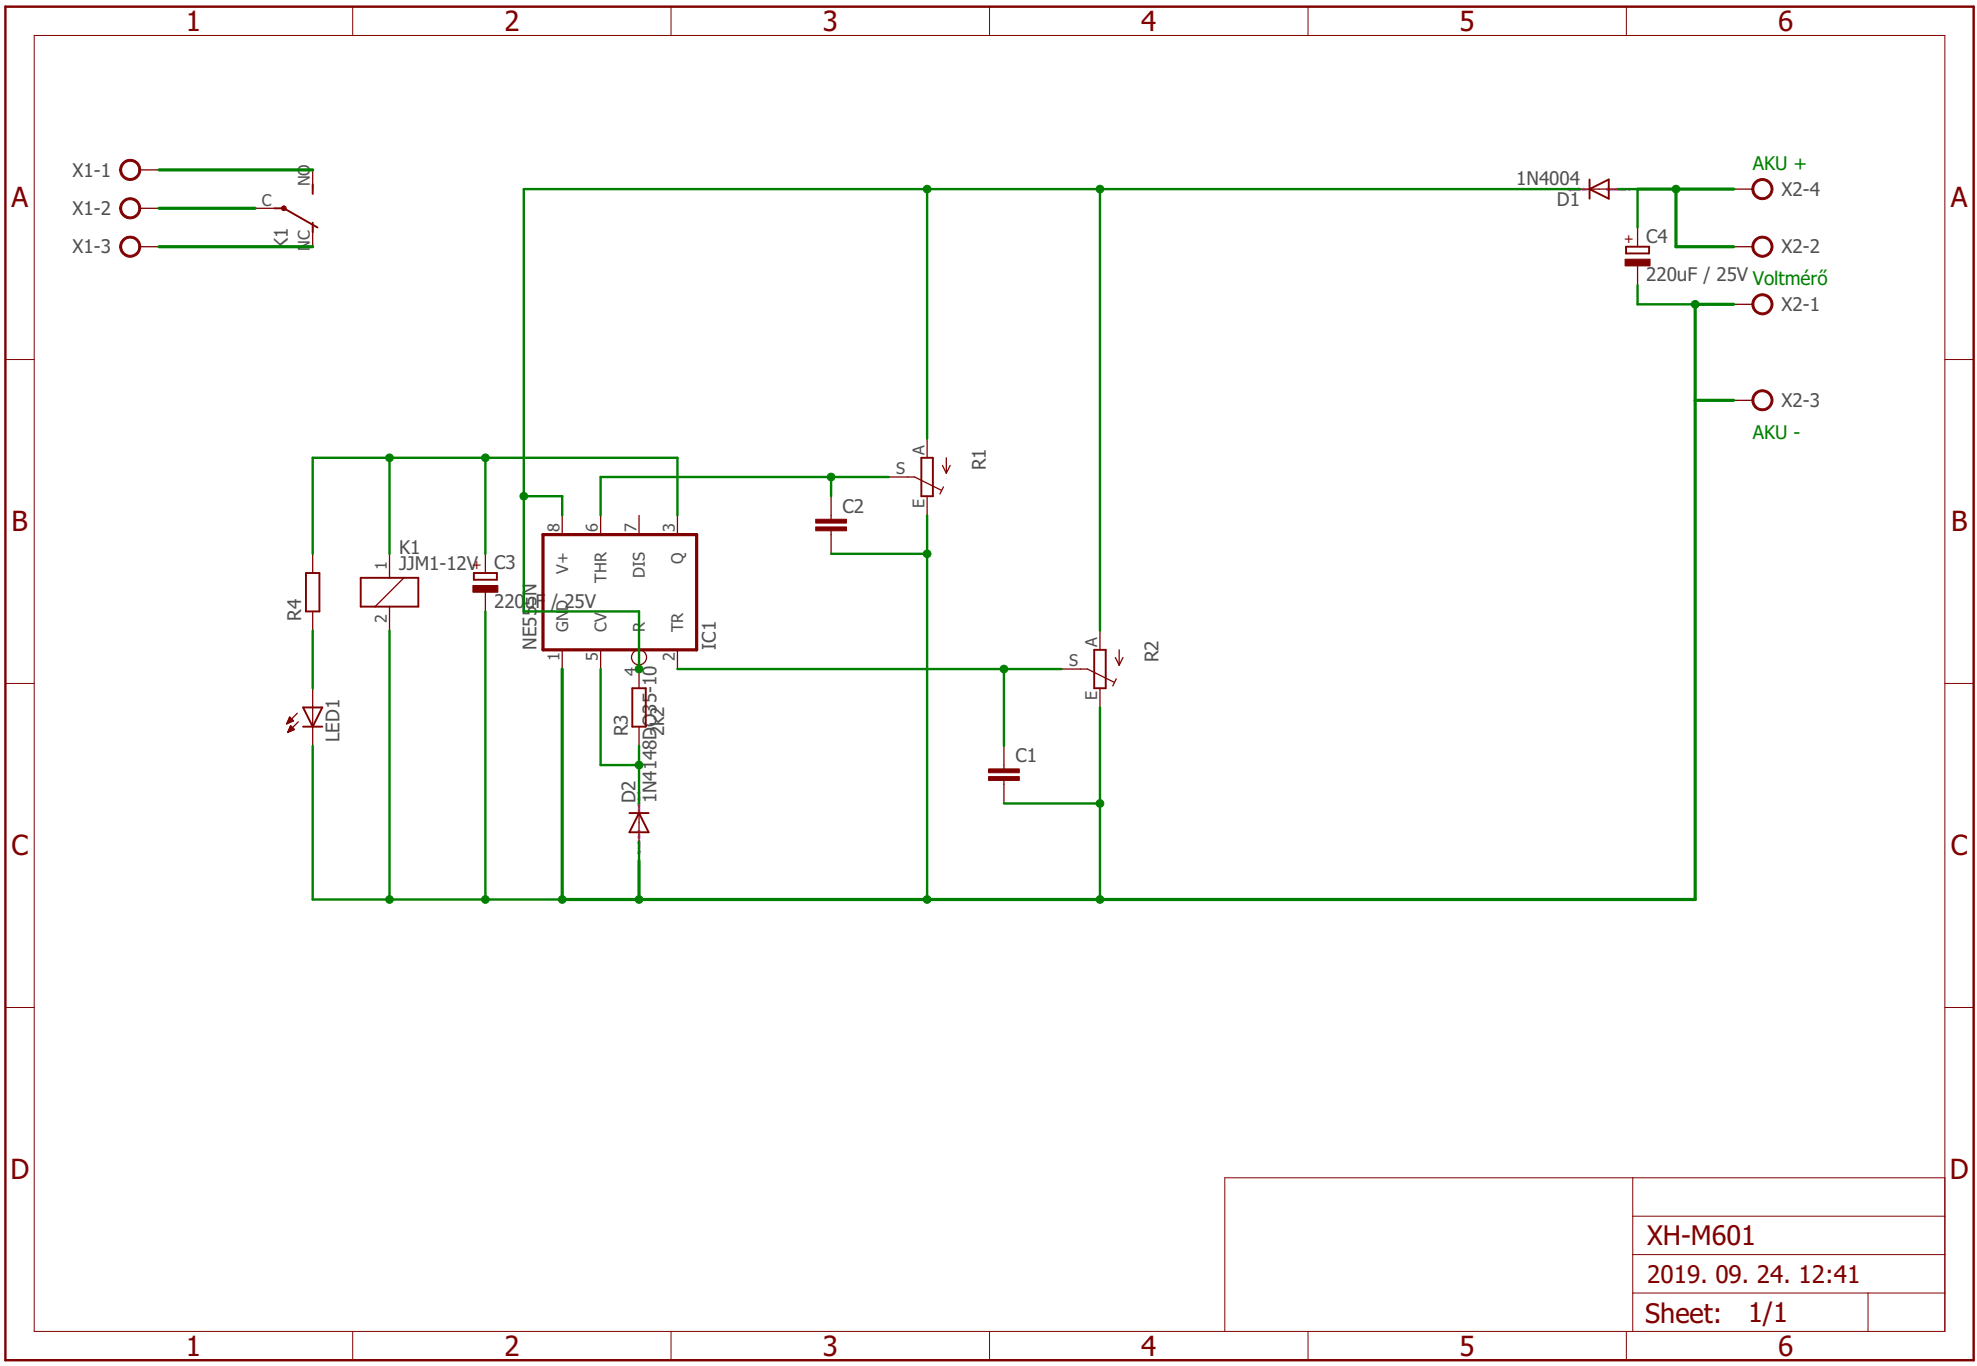 1 2 3 4 5 6
A A
X1-1
X1-2
X1-3
NO
C
K1
NC
1N4004
D1
AKU +
X2-4
+
C4
X2-2
220uF / 25V
Voltmérő
X2-1
X2-3
AKU -
B B
A
S
E
R1
C2
8 6 7 3
V+ THR DIS Q
GND CV R TR
1 5 4 2
NE555N
IC1
K1
JJM1-12V
1
2
+
C3
220uF / 25V
R4
A
S
E
R2
LED1
R3
2k2
D2
1N4148DO35-10
C1
C C
D D
XH-M601
2019. 09. 24. 12:41
Sheet: 1/1
1 2 3 4 5 6